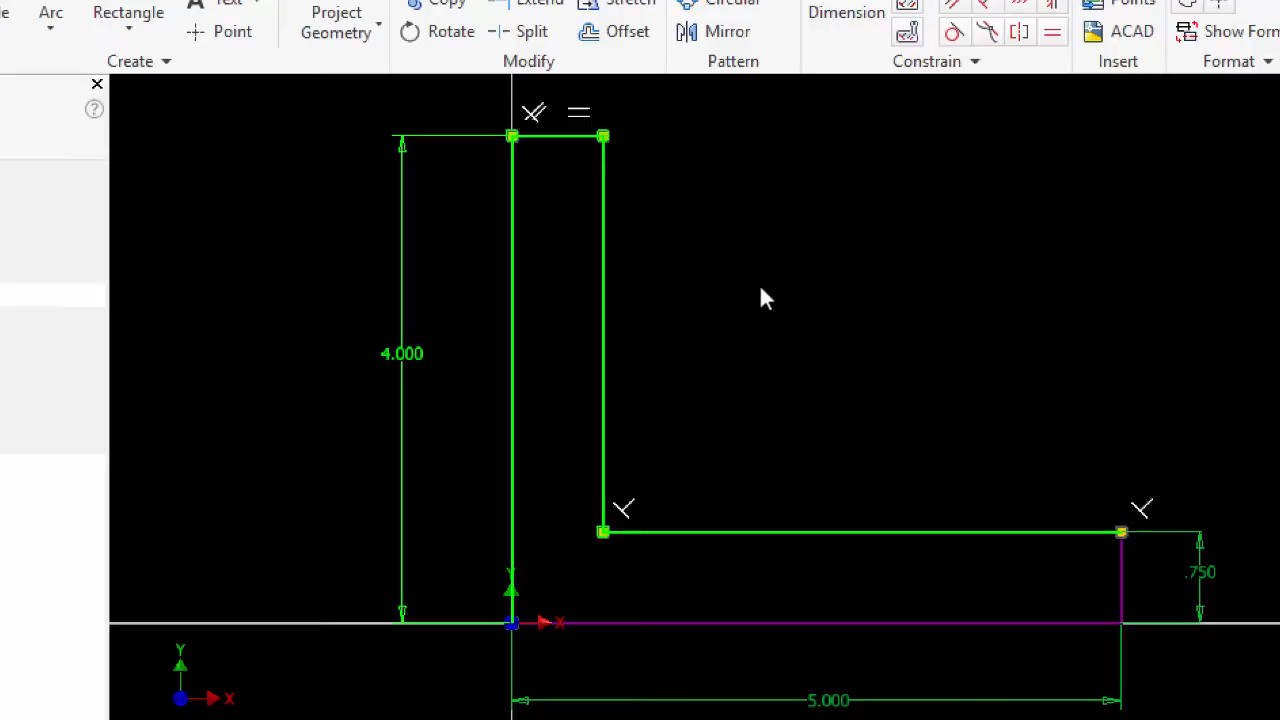 Arc Rectangle Text Project Geometry Copy Extend Stretch Circular Dimension Points
Point Rotate Split Offset Mirror ACAD Show Form
Create Modify Pattern Constrain Insert Format
4.000
Y
X
.750
5.000
Y
X